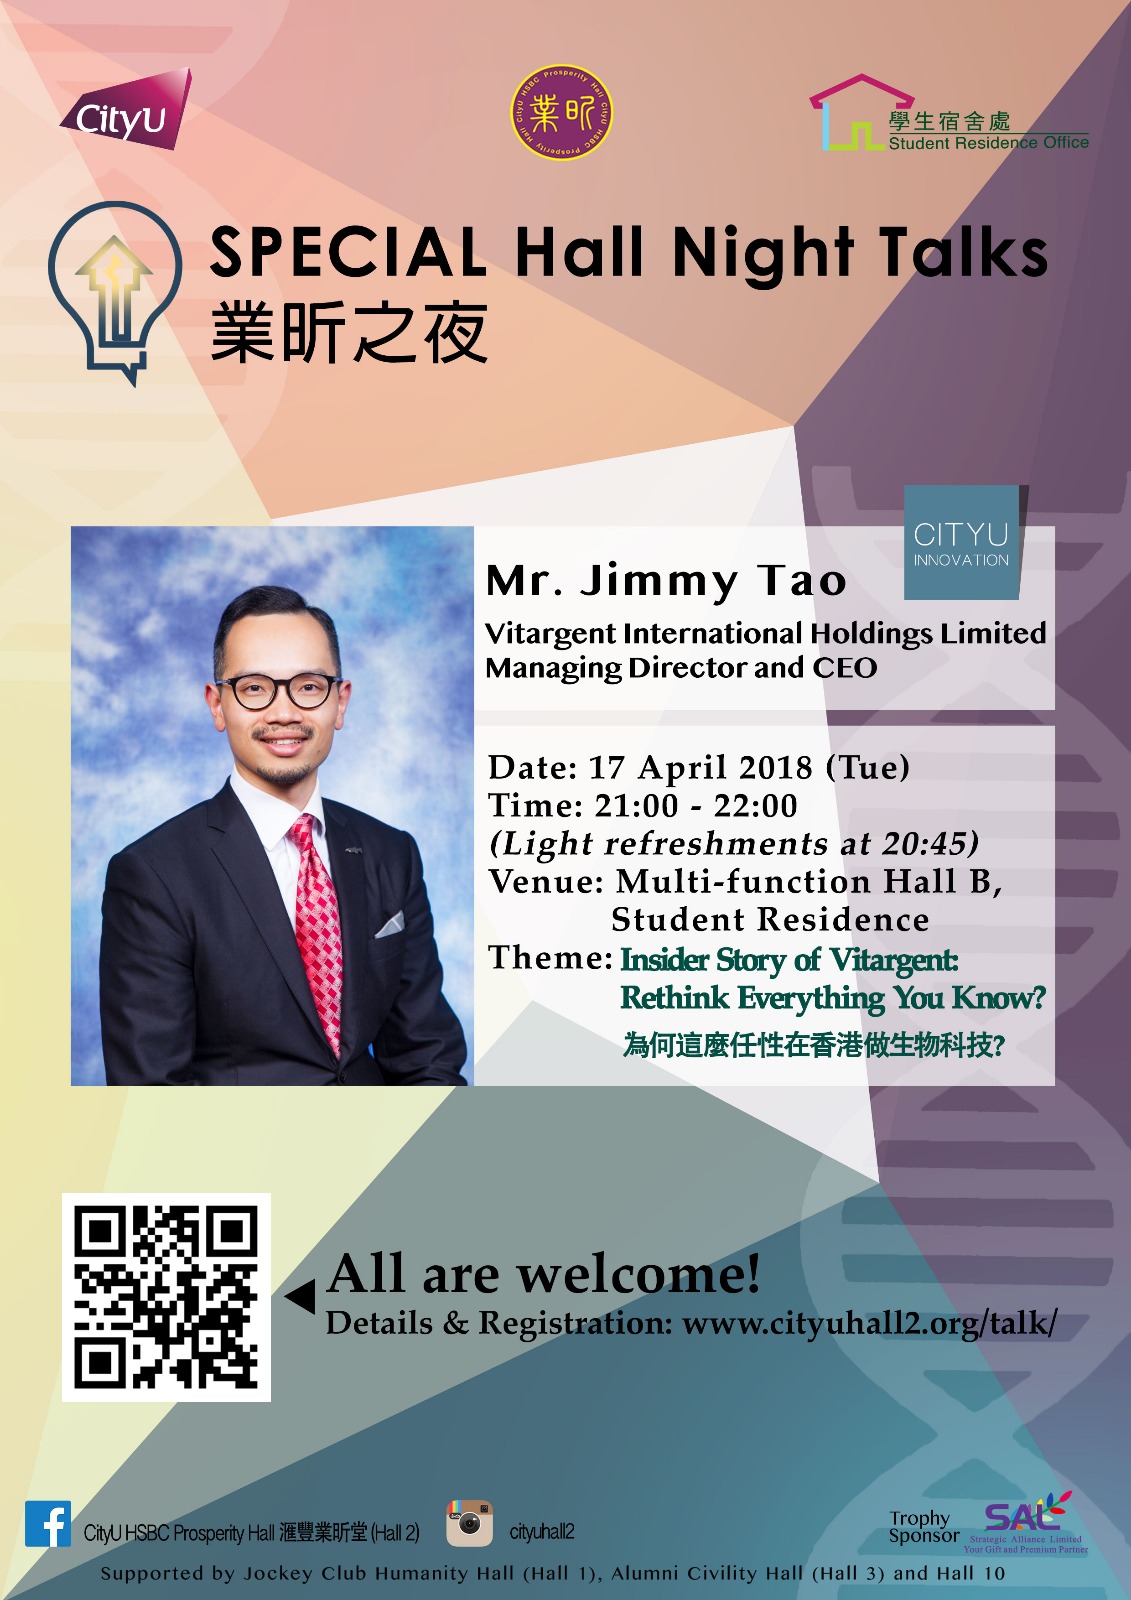 CityU
CityU HSBC Prosperity Hall CityU HSBC Prosperity Hall
業昕
學生宿舍處
Student Residence Office
SPECIAL Hall Night Talks
業昕之夜
CITYU
INNOVATION
Mr. Jimmy Tao
Vitargent International Holdings Limited
Managing Director and CEO
Date: 17 April 2018 (Tue)
Time: 21:00 - 22:00
(Light refreshments at 20:45)
Venue: Multi-function Hall B,
Student Residence
Theme: Insider Story of Vitargent:
Rethink Everything You Know?
為何這麼任性在香港做生物科技?
All are welcome!
Details & Registration: www.cityuhall2.org/talk/
CityU HSBC Prosperity Hall 滙豐業昕堂 (Hall 2)
cityuhall2
Trophy
Sponsor
SAL
Strategic Alliance Limited
Your Gift and Premium Partner
Supported by Jockey Club Humanity Hall (Hall 1), Alumni Civility Hall (Hall 3) and Hall 10